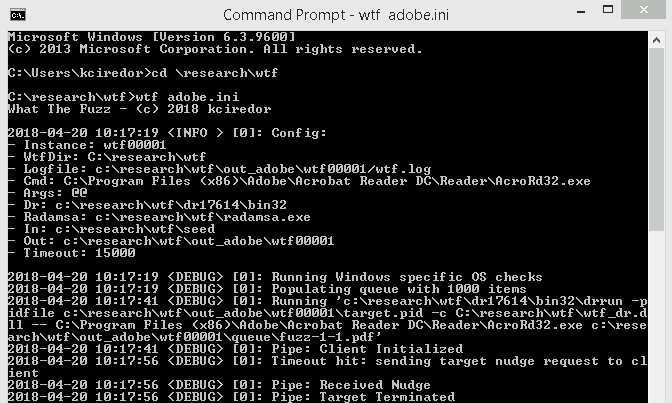 Command Prompt - wtf adobe.ini
Microsoft Windows [Version 6.3.9600]
(c) 2013 Microsoft Corporation. All rights reserved.
C:\Users\kciredor>cd \research\wtf
C:\research\wtf>wtf adobe.ini
What The Fuzz - (c) 2018 kciredor
2018-04-20 10:17:19 <INFO > [0]: Config:
- Instance: wtf00001
- WtfDir: C:\research\wtf
- Logfile: c:\research\wtf\out_adobe\wtf00001/wtf.log
- Cmd: C:\Program Files (x86)\Adobe\Acrobat Reader DC\Reader\AcroRd32.exe
- Args: @@
- Dr: c:\research\wtf\dr17614\bin32
- Radamsa: c:\research\wtf\radamsa.exe
- In: c:\research\wtf\seed
- Out: c:\research\wtf\out_adobe\wtf00001
- Timeout: 15000
2018-04-20 10:17:19 <DEBUG> [0]: Running Windows specific OS checks
2018-04-20 10:17:19 <DEBUG> [0]: Populating queue with 1000 items
2018-04-20 10:17:41 <DEBUG> [0]: Running 'c:\research\wtf\dr17614\bin32\drrun -p
idfile c:\research\wtf\out_adobe\wtf00001\target.pid -c C:\research\wtf\wtf_dr.d
ll -- C:\Program Files (x86)\Adobe\Acrobat Reader DC\Reader\AcroRd32.exe c:\rese
arch\wtf\out_adobe\wtf00001\queue\fuzz-1-1.pdf'
2018-04-20 10:17:41 <DEBUG> [0]: Pipe: Client Initialized
2018-04-20 10:17:56 <DEBUG> [0]: Timeout hit: sending target nudge request to cl
ient
2018-04-20 10:17:56 <DEBUG> [0]: Pipe: Received Nudge
2018-04-20 10:17:56 <DEBUG> [0]: Pipe: Target Terminated